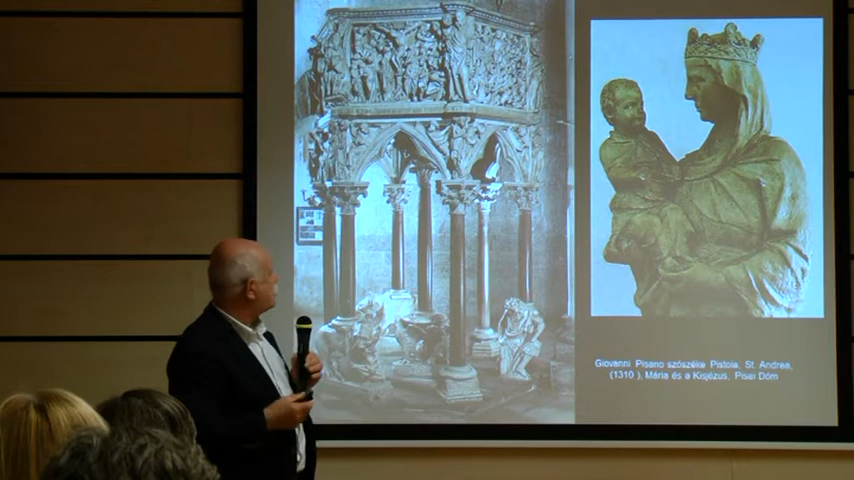 Giovanni Pisano szószéke Pistoia, St. Andrea,
(1310 ), Mária és a Kisjézus, Pisai Dóm